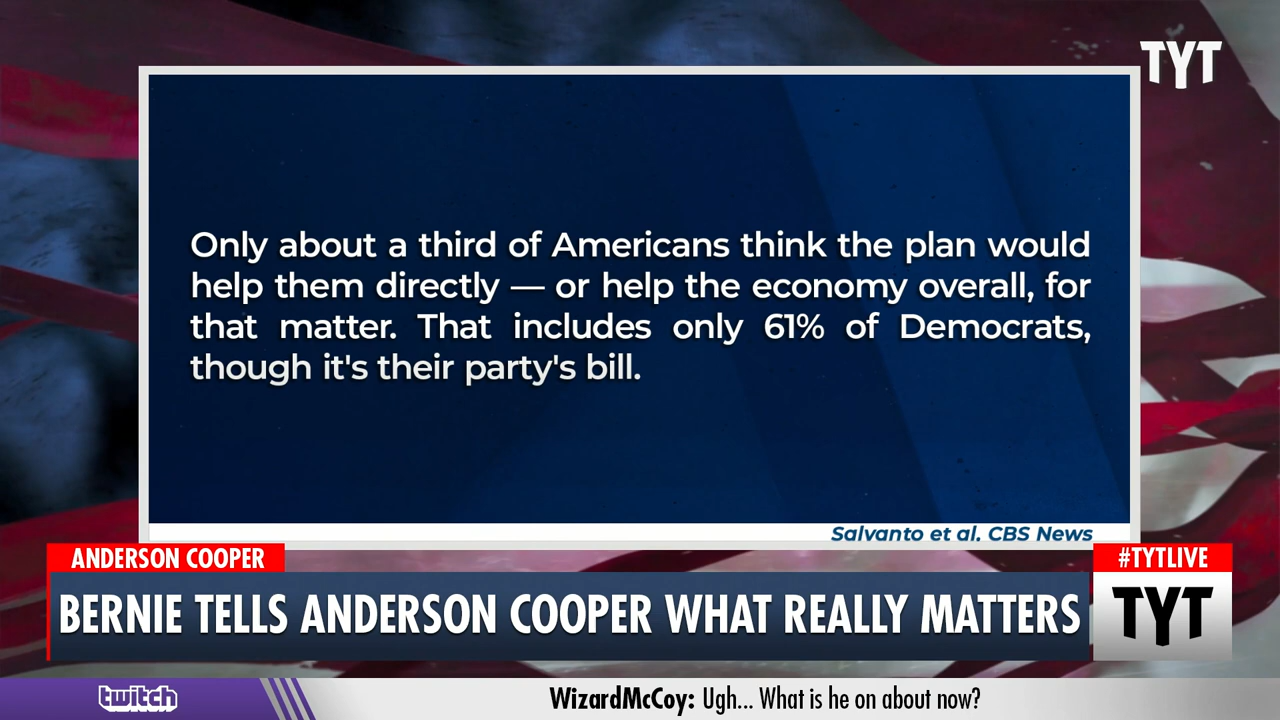 TYT
Only about a third of Americans think the plan would
help them directly — or help the economy overall, for
that matter. That includes only 61% of Democrats,
though it's their party's bill.
Salvanto et al. CBS News
ANDERSON COOPER
#TYTLIVE
BERNIE TELLS ANDERSON COOPER WHAT REALLY MATTERS
TYT
twitch
WizardMcCoy: Ugh... What is he on about now?